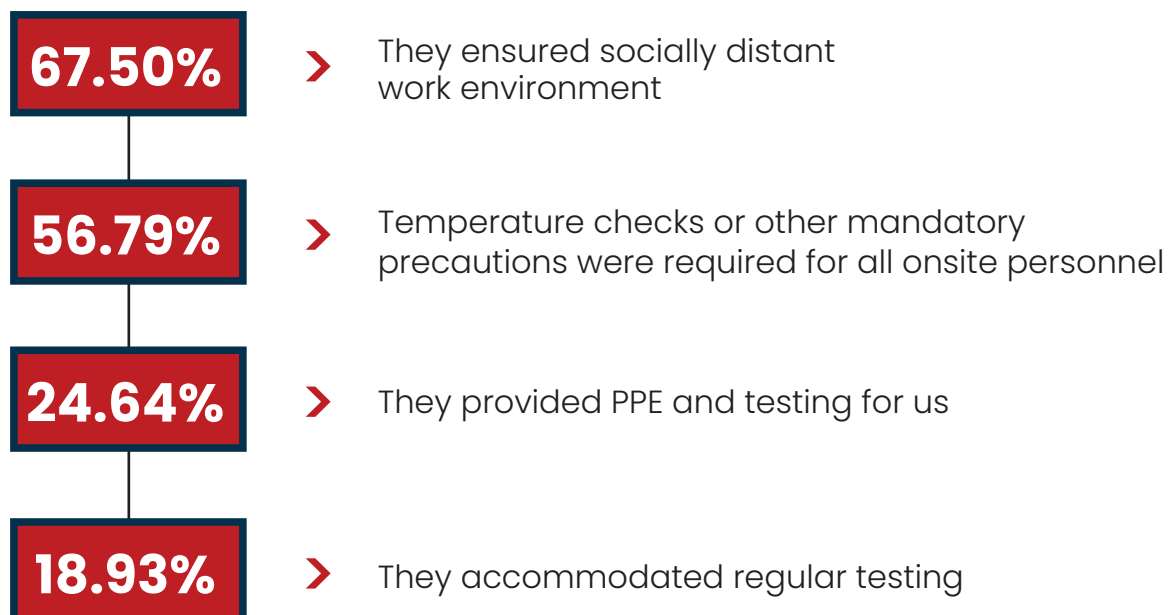 67.50%
They ensured socially distant
work environment
56.79%
Temperature checks or other mandatory
precautions were required for all onsite personnel
24.64%
They provided PPE and testing for us
18.93%
They accommodated regular testing